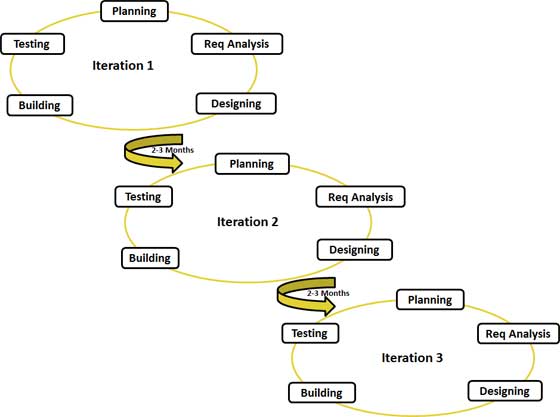 Planning
Testing
Req Analysis
Iteration 1
Building
Designing
2-3 Months
Planning
Testing
Req Analysis
Iteration 2
Building
Designing
2-3 Months
Planning
Testing
Req Analysis
Iteration 3
Building
Designing